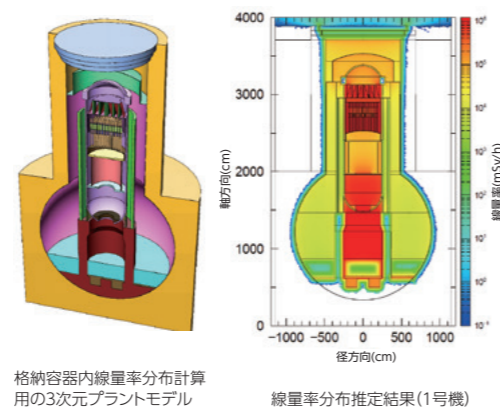 4000
3000
2000
1000
0
軸方向(cm)
-1000
-500
0
500
1000
径方向(cm)
線量率(mSv/h)
格納容器内線量率分布計算
用の3次元プラントモデル
線量率分布推定結果(1号機)